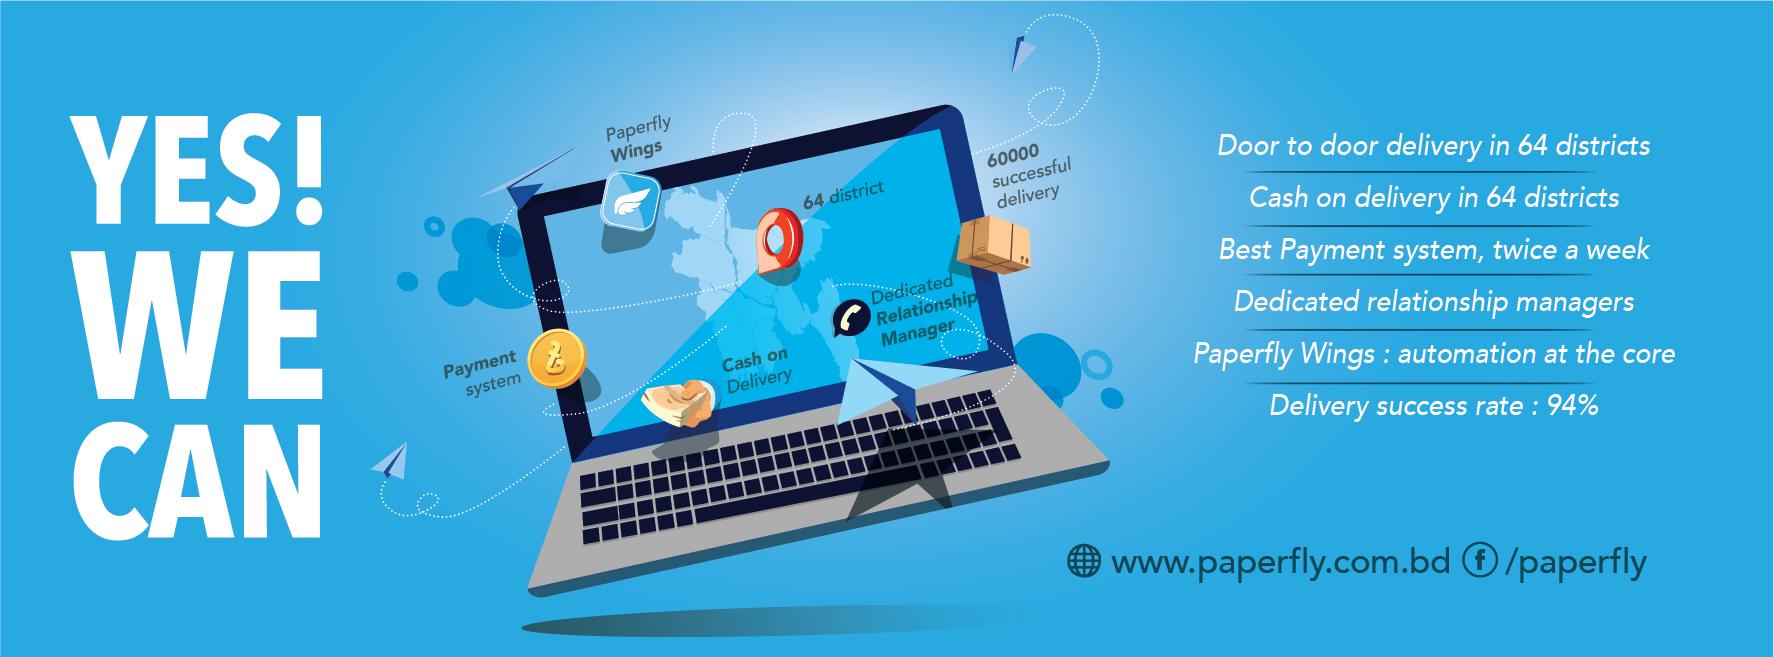 YES!
WE
CAN
Paperfly
Wings
64 district
60000
successful
delivery
Dedicated
Relationship
Manager
Payment
system
Cash on
Delivery
Door to door delivery in 64 districts
Cash on delivery in 64 districts
Best Payment system, twice a week
Dedicated relationship managers
Paperfly Wings : automation at the core
Delivery success rate : 94%
www.paperfly.com.bd f /paperfly